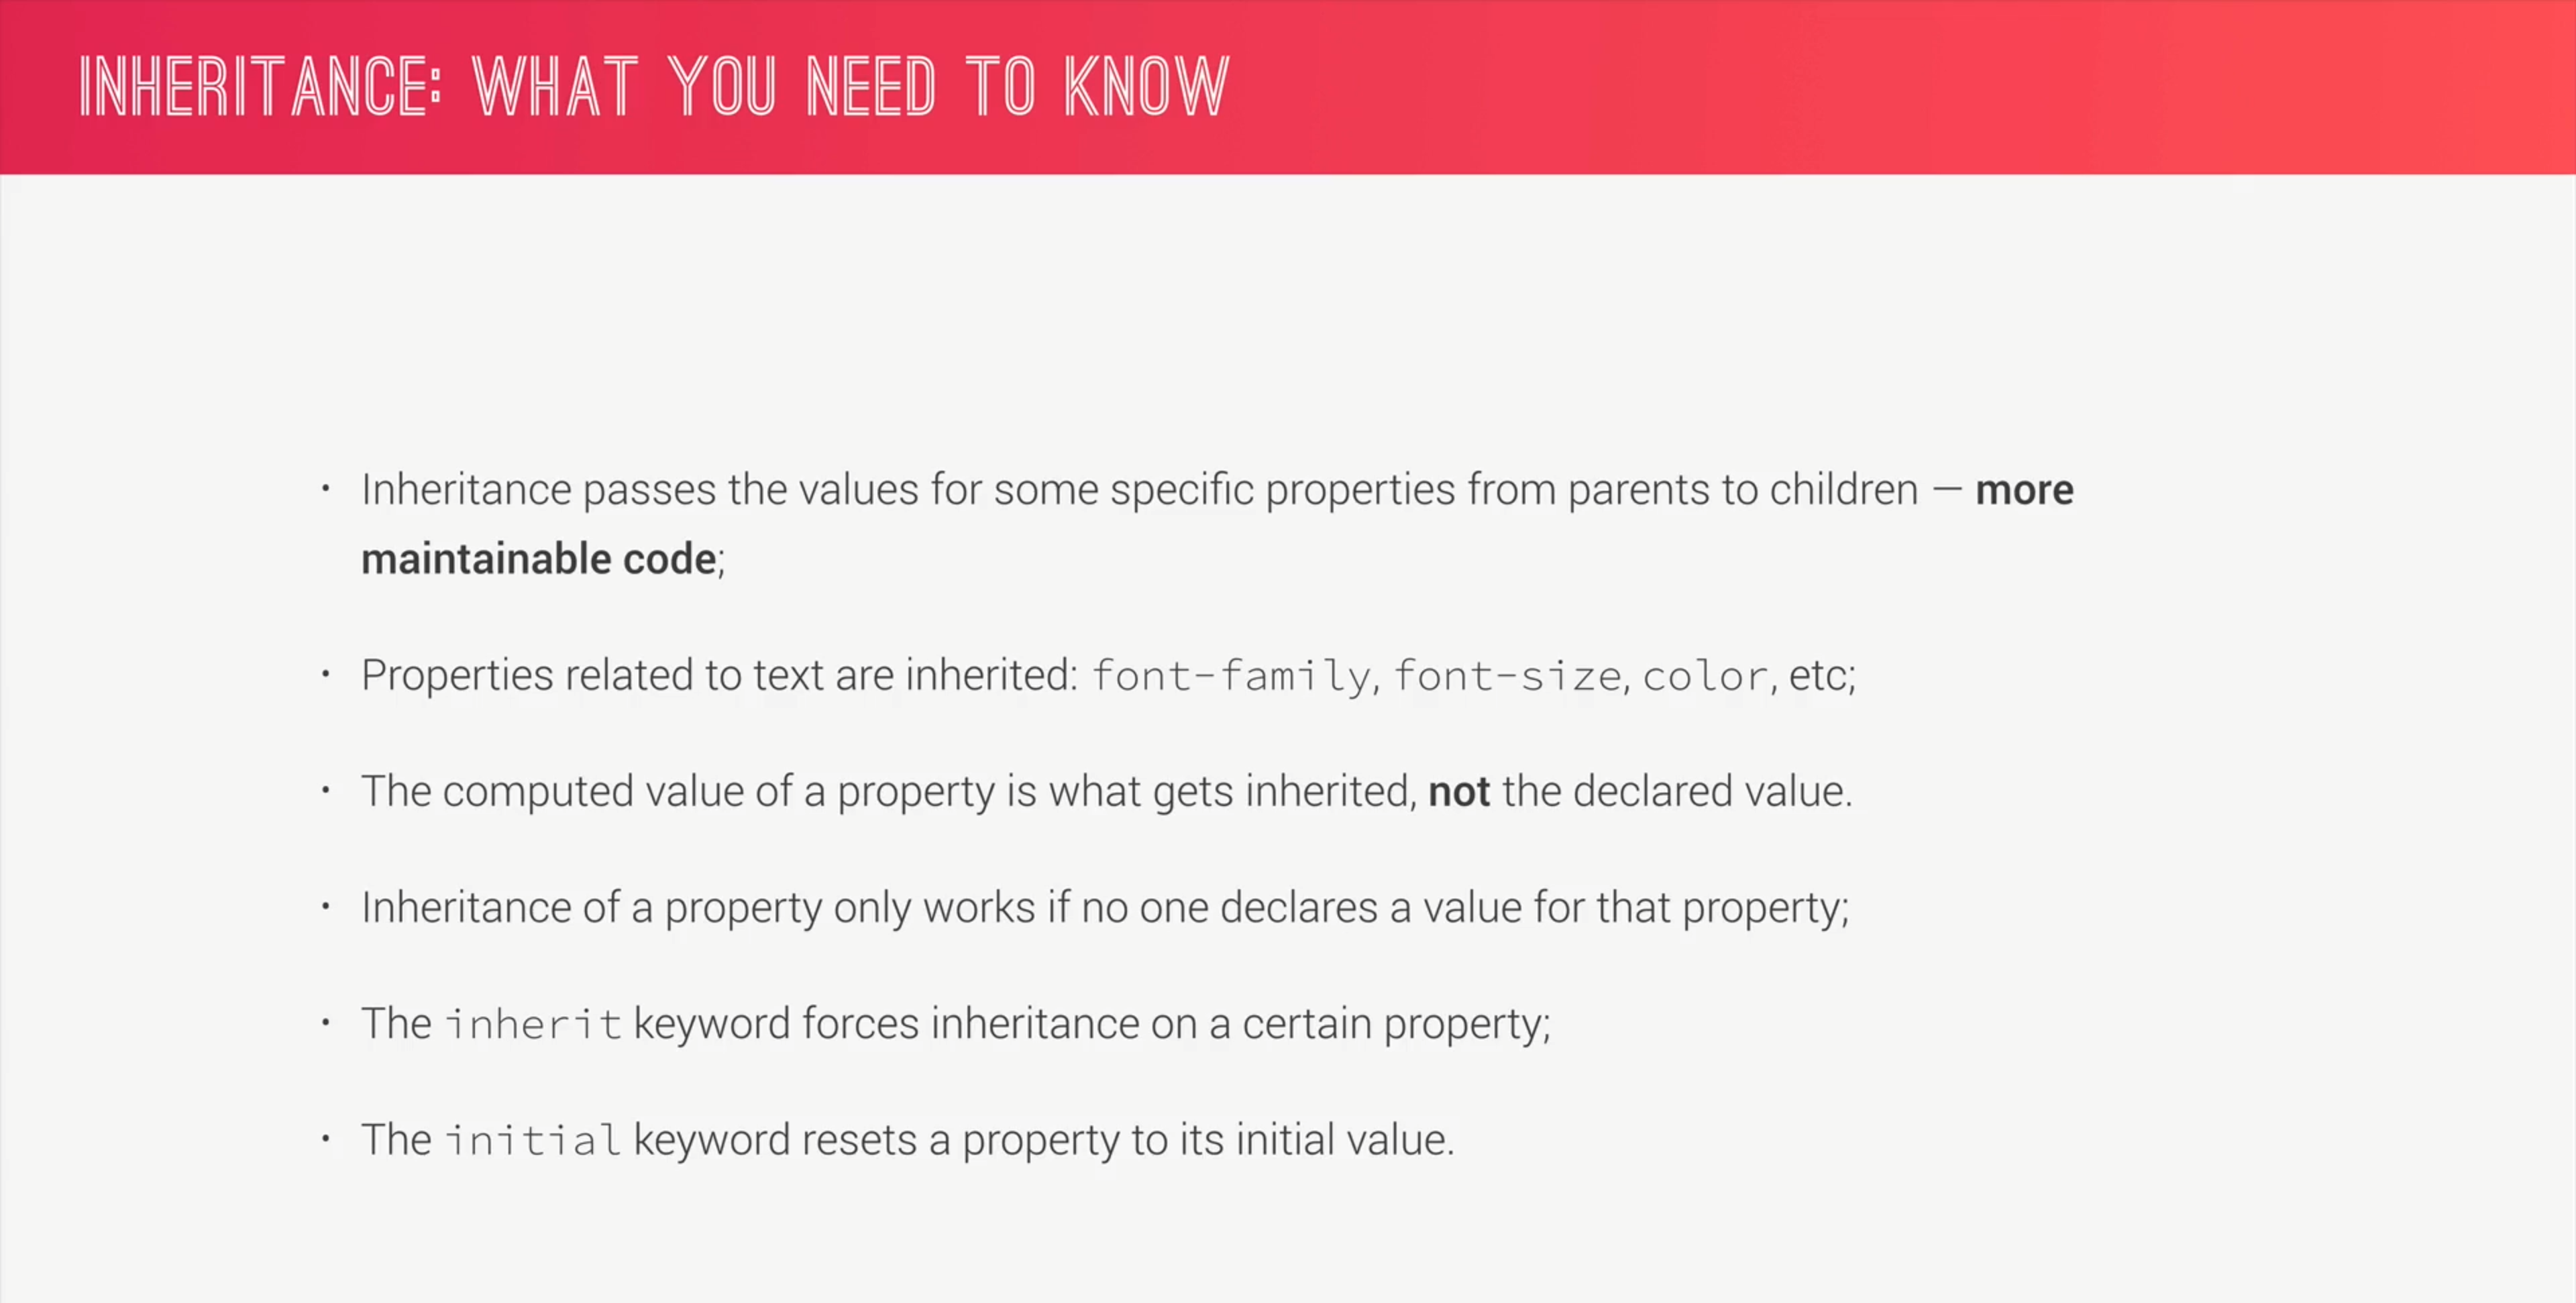 INHERITANCE: WHAT YOU NEED TO KNOW
• Inheritance passes the values for some specific properties from parents to children — more
maintainable code;
• Properties related to text are inherited: font-family, font-size, color, etc;
• The computed value of a property is what gets inherited, not the declared value.
• Inheritance of a property only works if no one declares a value for that property;
• The inherit keyword forces inheritance on a certain property;
• The initial keyword resets a property to its initial value.